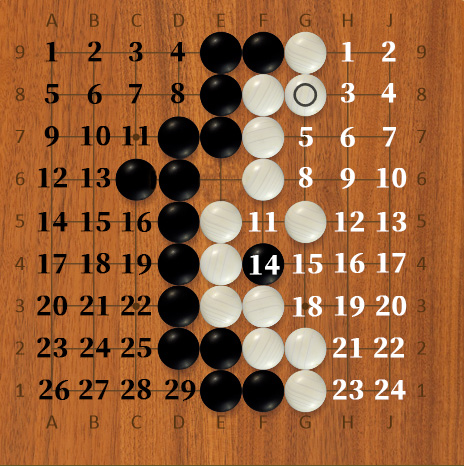 A B C D E F G H J
9 1 2 3 4 1 2 9
8 5 6 7 8 3 4 8
7 9 10 11 5 6 7 7
6 12 13 8 9 10 6
5 14 15 16 11 12 13 5
4 17 18 19 14 15 16 17 4
3 20 21 22 18 19 20 3
2 23 24 25 21 22 2
1 26 27 28 29 23 24 1
A B C D E F G H J